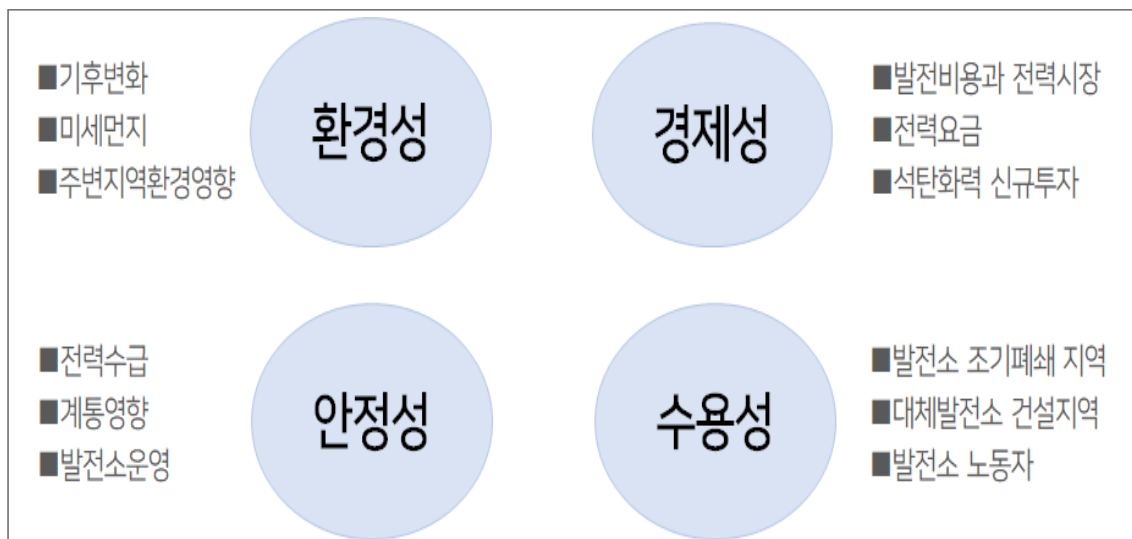 ■기후변화
■미세먼지
■주변지역환경영향
환경성
경제성
■발전비용과 전력시장
■전력요금
■석탄화력 신규투자
■전력수급
■계통영향
■발전소운영
안정성
수용성
■발전소 조기폐쇄 지역
■대체발전소 건설지역
■발전소 노동자